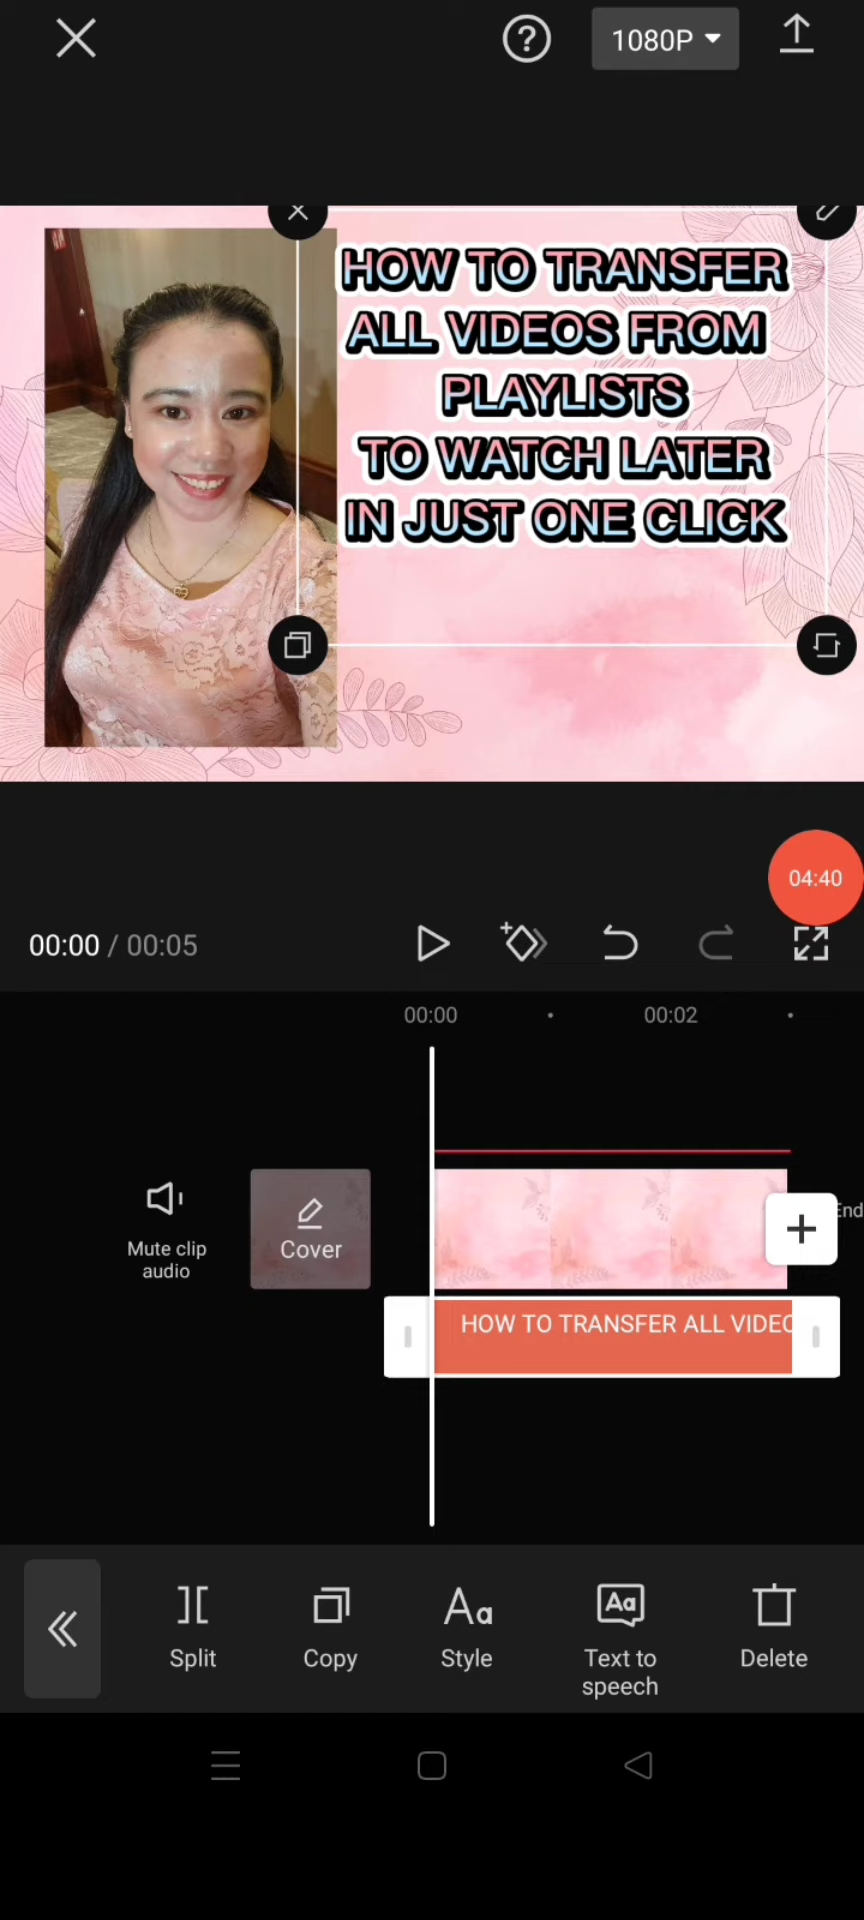 1080P
HOW TO TRANSFER
ALL VIDEOS FROM
PLAYLISTS
TO WATCH LATER
IN JUST ONE CLICK
04:40
00:00 / 00:05
00:00
00:02
Mute clip
audio
Cover
End
HOW TO TRANSFER ALL VIDEO
Split
Copy
Aa
Style
Aa
Text to
speech
Delete